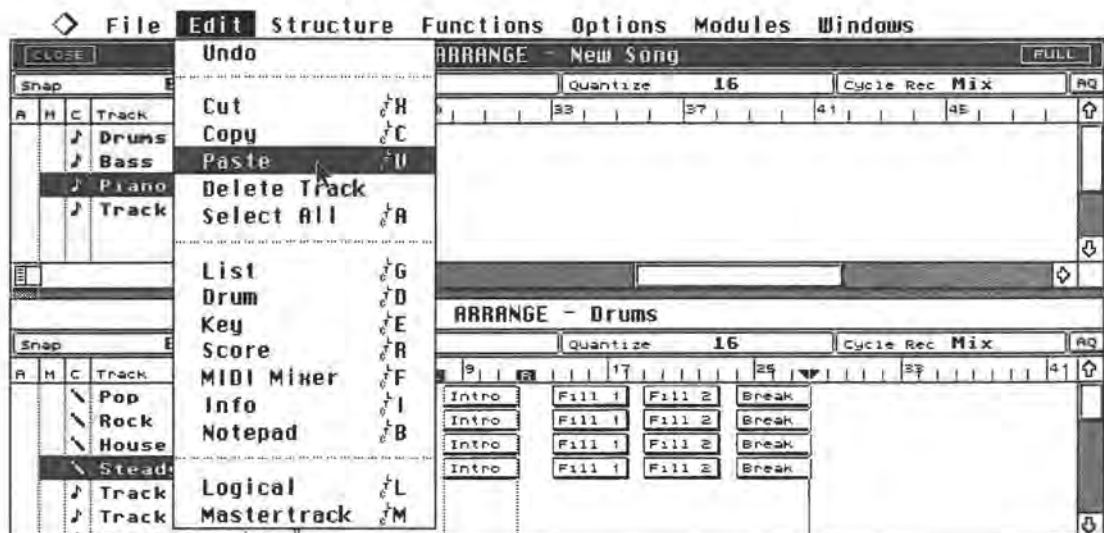 File Edit Structure Functions Options Modules Windows
CLOSE ARRANGE - New Song FULL
Snap Quantize 16 Cycle Rec Mix AQ
A M C Track 33 37 41 45
Drums
Bass
Piano
Track
Undo
Cut X
Copy C
Paste V
Delete Track
Select All A
List G
Drum D
Key E
Score R
MIDI Mixer F
Info I
Notepad B
Logical L
Mastertrack M
ARRANGE - Drums
Snap Quantize 16 Cycle Rec Mix AQ
A M C Track 9 17 25 33 41
Pop Intro Fill 1 Fill 2 Break
Rock Intro Fill 1 Fill 2 Break
House Intro Fill 1 Fill 2 Break
Intro Fill 1 Fill 2 Break
Track
Track